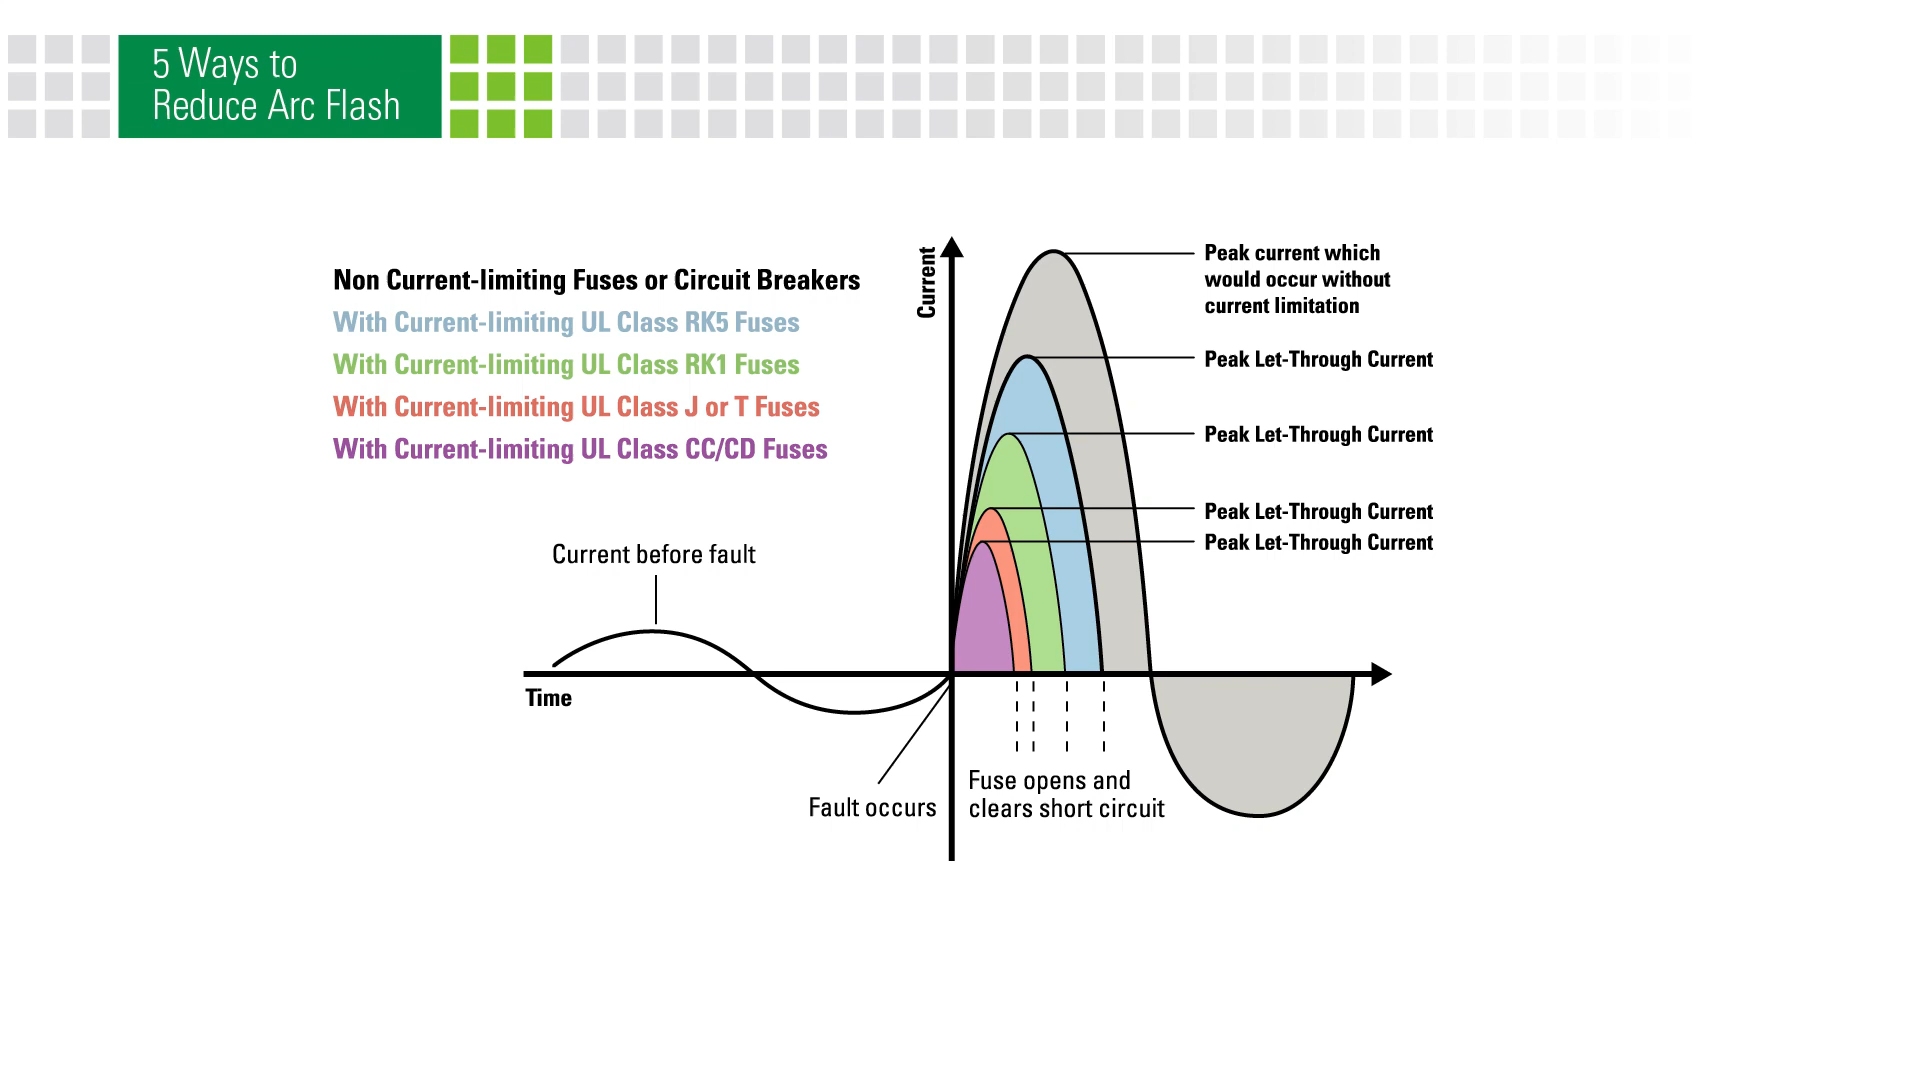 5 Ways to
Reduce Arc Flash
Non Current-limiting Fuses or Circuit Breakers
With Current-limiting UL Class RK5 Fuses
With Current-limiting UL Class RK1 Fuses
With Current-limiting UL Class J or T Fuses
With Current-limiting UL Class CC/CD Fuses
Current
Peak current which
would occur without
current limitation
Peak Let-Through Current
Peak Let-Through Current
Peak Let-Through Current
Peak Let-Through Current
Current before fault
Time
Fault occurs
Fuse opens and
clears short circuit